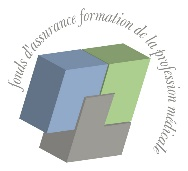 fonds d'assurance formation de la profession médicale